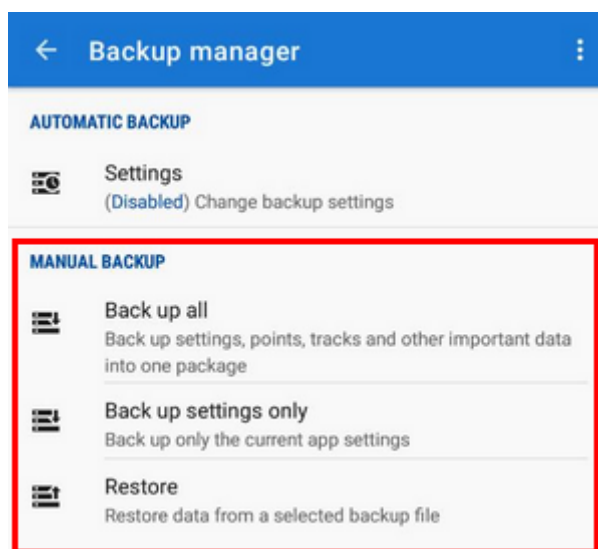 Backup manager
AUTOMATIC BACKUP
Settings
(Disabled) Change backup settings
MANUAL BACKUP
Back up all
Back up settings, points, tracks and other important data
into one package
Back up settings only
Back up only the current app settings
Restore
Restore data from a selected backup file